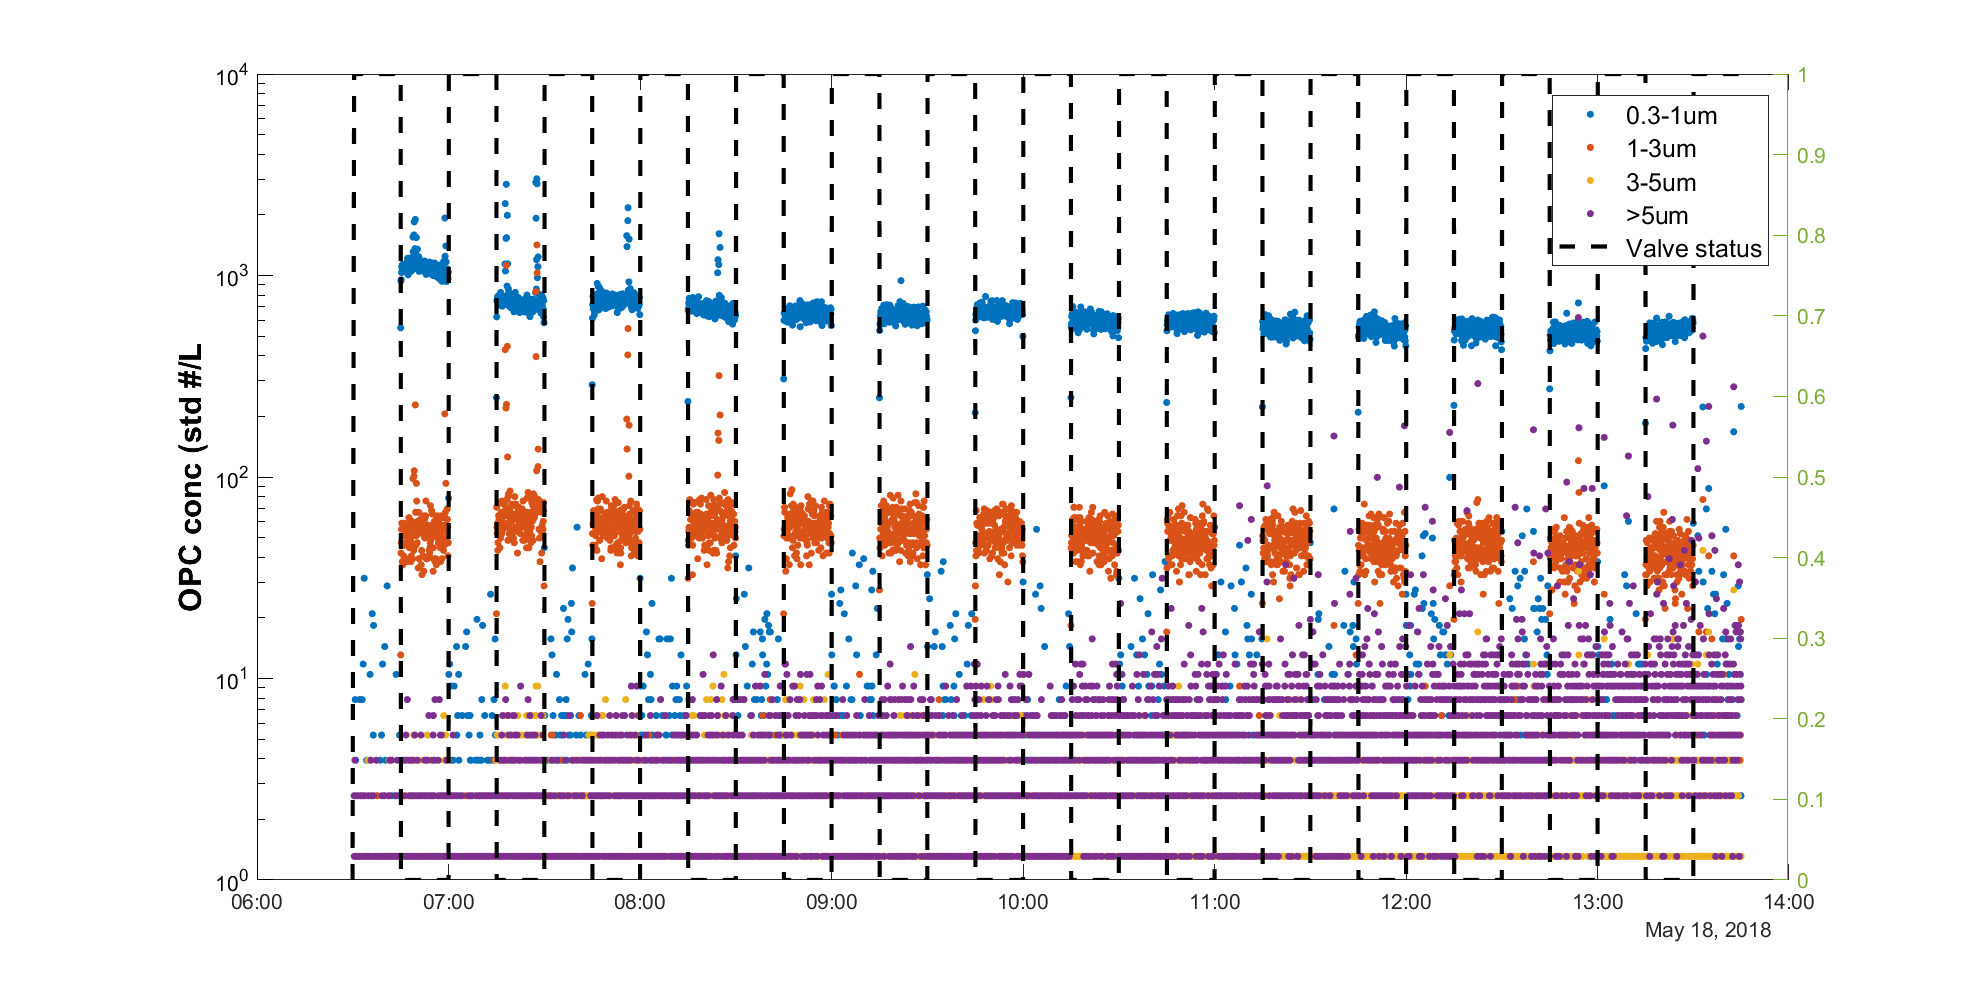 10^4
10^3
10^2
10^1
10^0
OPC conc (std #/L
0.3-1um
1-3um
3-5um
>5um
Valve status
1
0.9
0.8
0.7
0.6
0.5
0.4
0.3
0.2
0.1
0
06:00 07:00 08:00 09:00 10:00 11:00 12:00 13:00 14:00
May 18, 2018